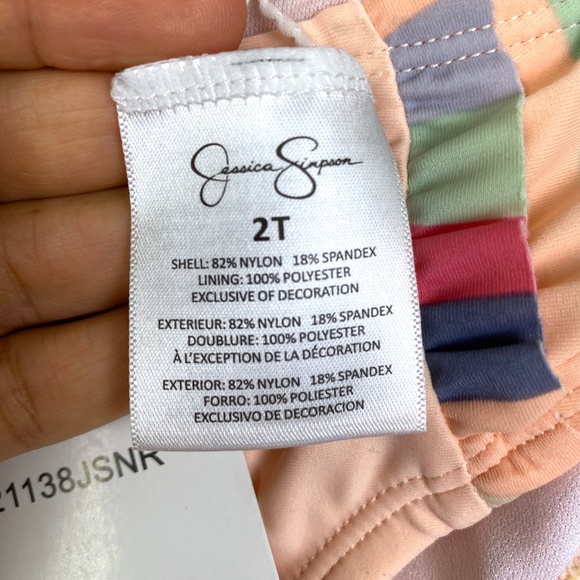 Jessica Simpson
2T
SHELL: 82% NYLON 18% SPANDEX
LINING: 100% POLYESTER
EXCLUSIVE OF DECORATION
EXTERIEUR: 82% NYLON 18% SPANDEX
DOUBLURE: 100% POLYESTER
À L'EXCEPTION DE LA DÉCORATION
EXTERIOR: 82% NYLON 18% SPANDEX
FORRO: 100% POLIESTER
EXCLUSIVO DE DECORACION
21138JSNR